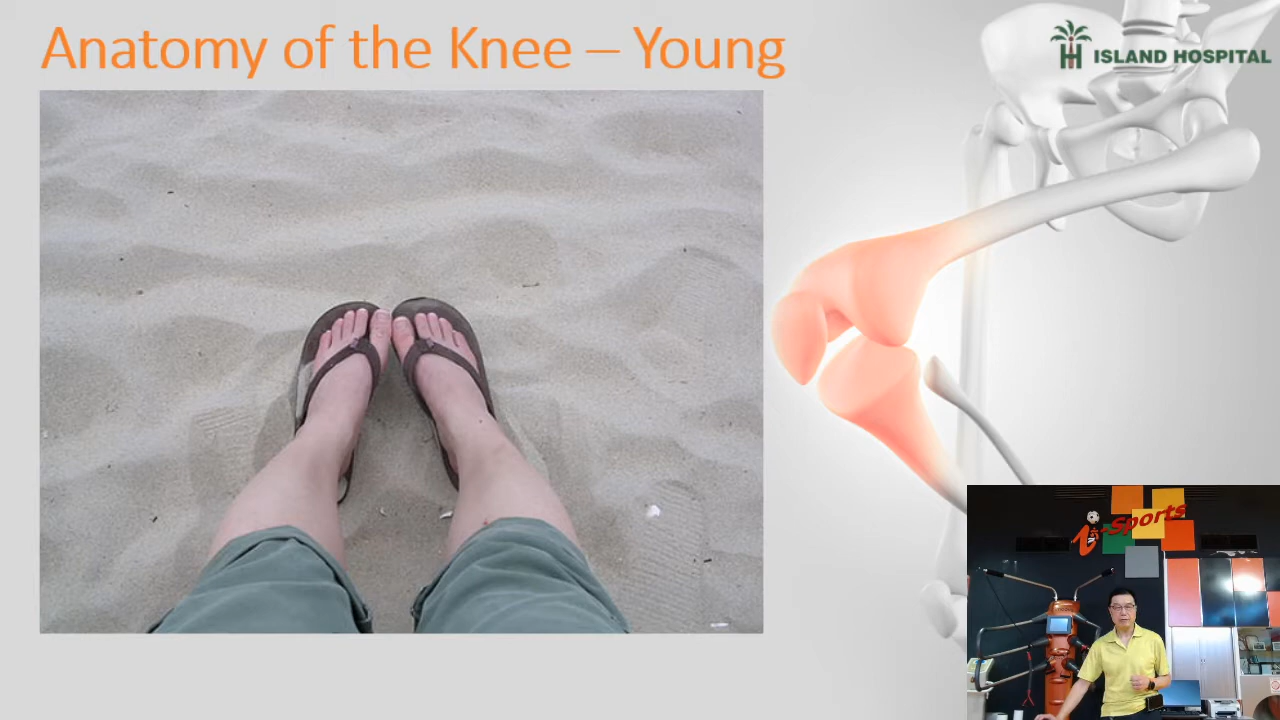 Anatomy of the Knee – Young
ISLAND HOSPITAL
i-Sports